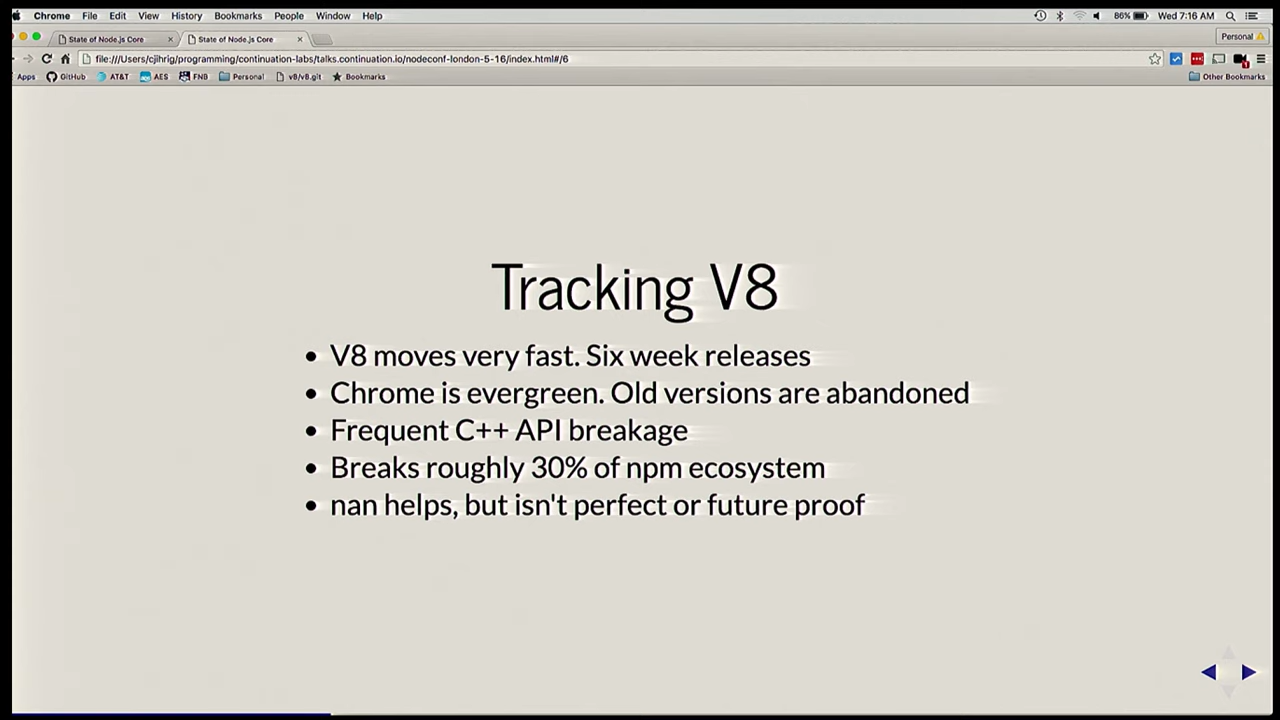 Chrome File Edit View History Bookmarks People Window Help 86% Wed 7:16 AM
State of Node.js Core State of Node.js Core Personal
file:///Users/cjihrig/programming/continuation-labs/talks.continuation.io/nodeconf-london-5-16/index.html#/6
Apps GitHub AT&T AES FNB Personal v8/v8.git Bookmarks Other Bookmarks
Tracking V8
• V8 moves very fast. Six week releases
• Chrome is evergreen. Old versions are abandoned
• Frequent C++ API breakage
• Breaks roughly 30% of npm ecosystem
• nan helps, but isn't perfect or future proof